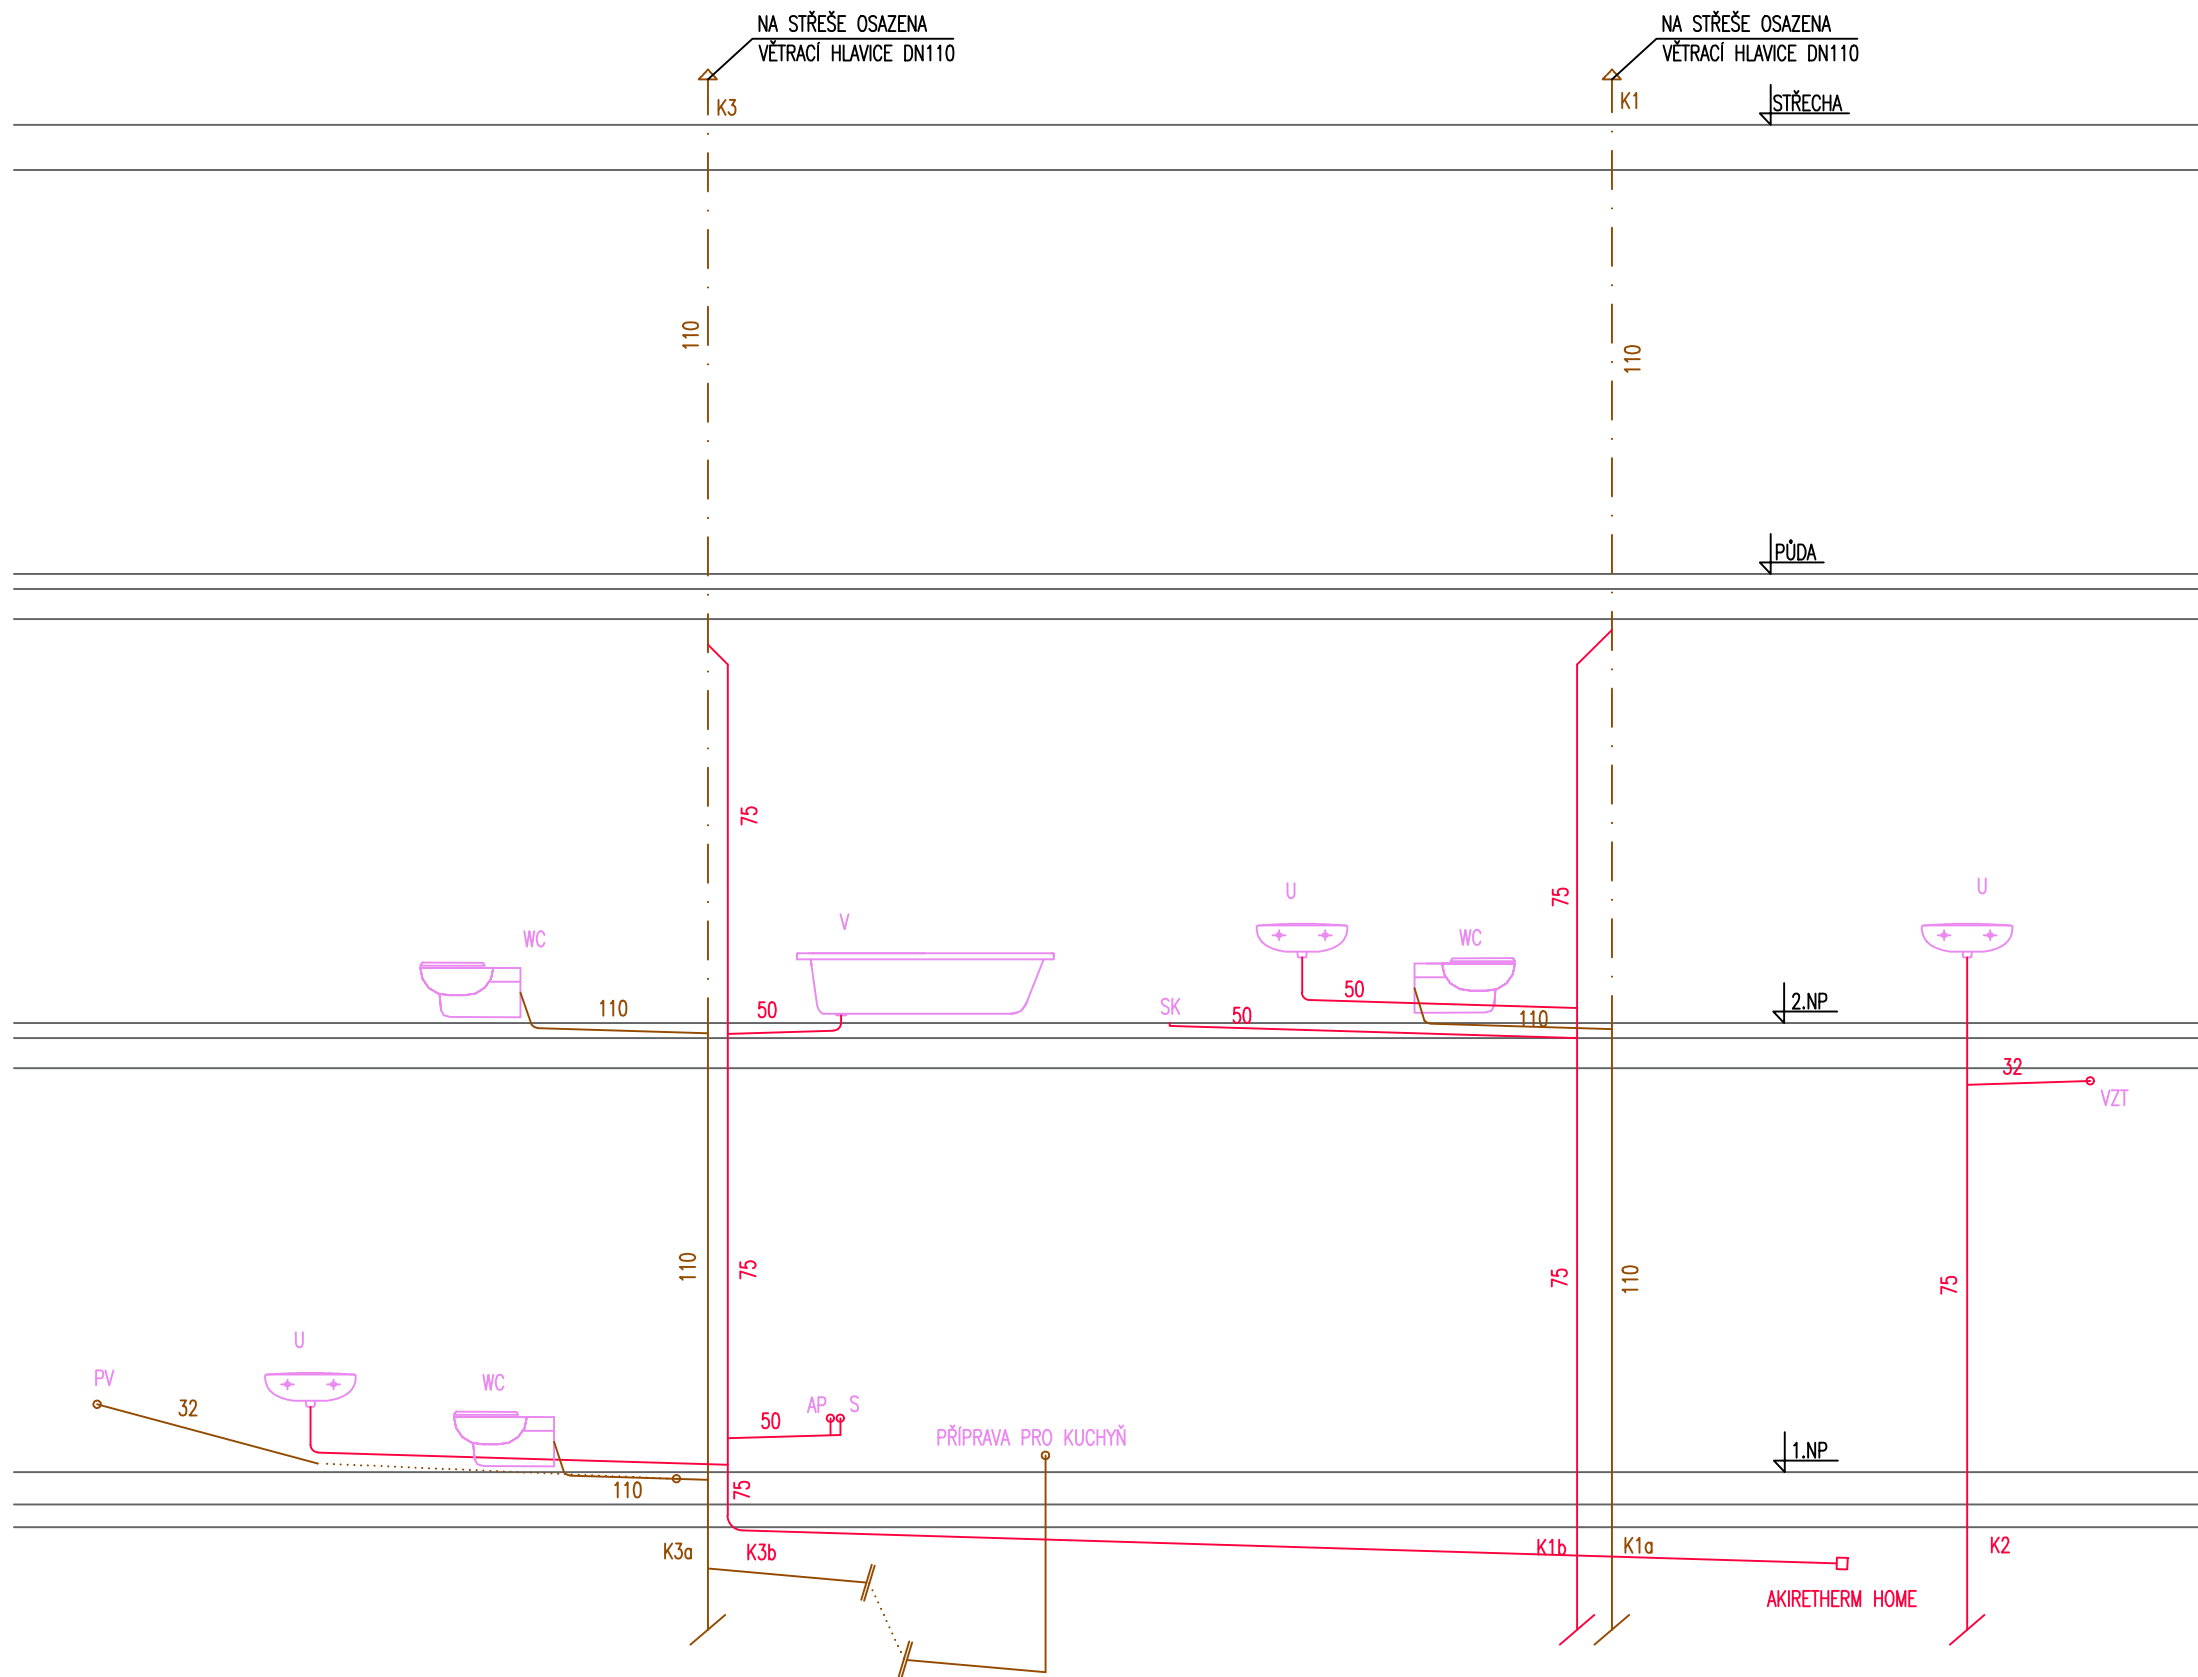 NA STŘEŠE OSAZENA
VĚTRACÍ HLAVICE DN110
NA STŘEŠE OSAZENA
VĚTRACÍ HLAVICE DN110
K3
K1
STŘECHA
110
110
PŮDA
75
75
U
U
V
WC
WC
110
50
SK
50
50
110
2.NP
32
VZT
110
75
75
110
75
U
PV
32
WC
AP
S
50
PŘÍPRAVA PRO KUCHYŇ
1.NP
110
75
K3a
K3b
K1b
K1a
K2
AKIRETHERM HOME